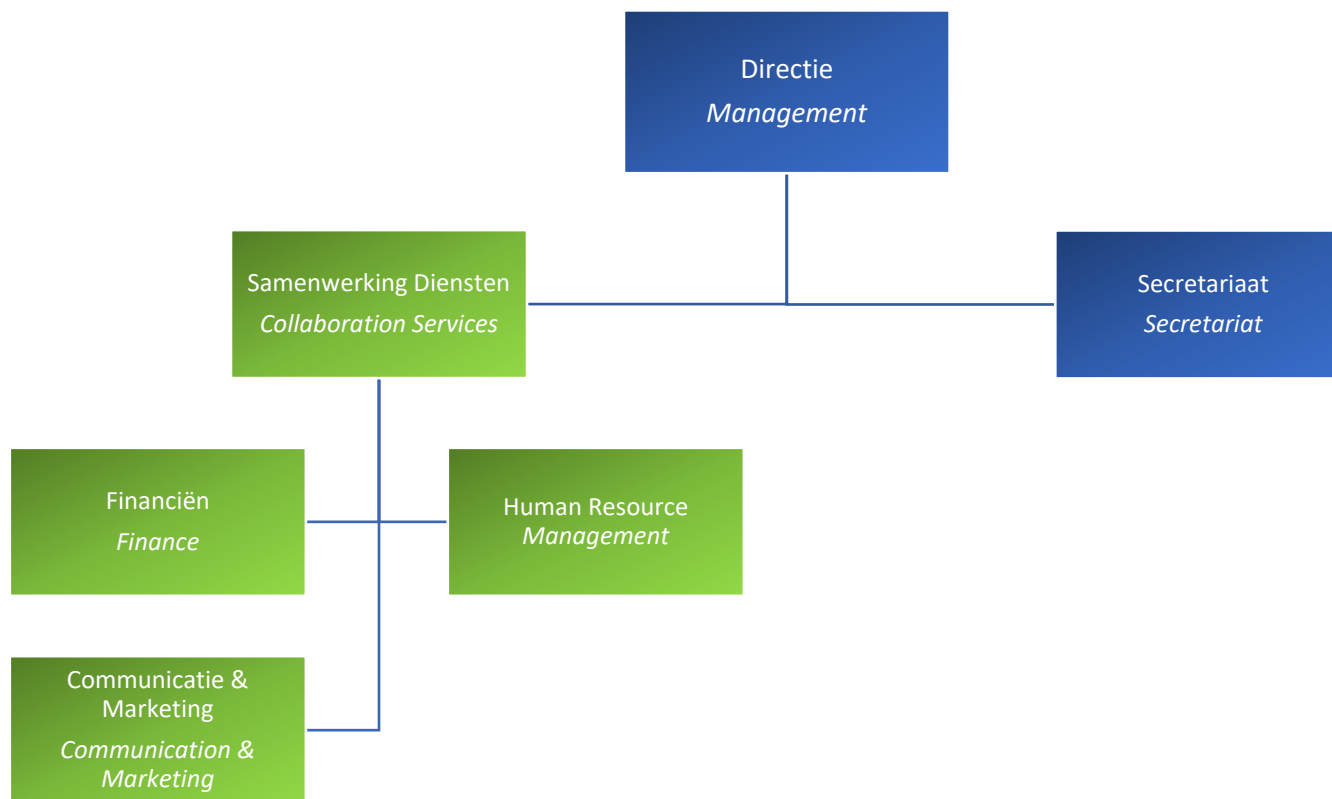 Directie
Management
Samenwerking Diensten
Collaboration Services
Secretariaat
Secretariat
Financiën
Finance
Human Resource
Management
Communicatie &
Marketing
Communication &
Marketing